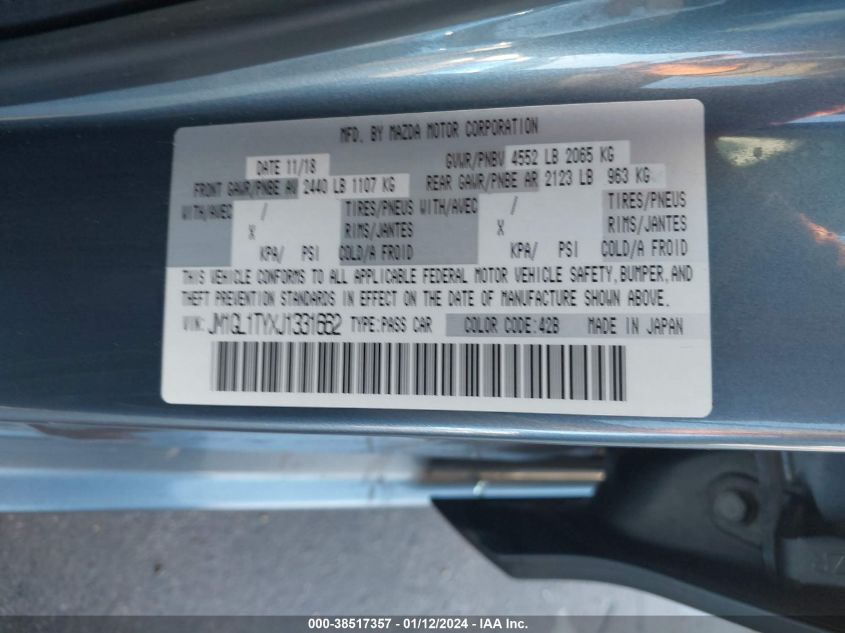 MFD. BY MAZDA MOTOR CORPORATION
DATE 11/18 GVWR/PNBV 4552 LB 2065 KG
FRONT GAWR/PNBE AV 2440 LB 1107 KG REAR GAWR/PNBE AR 2123 LB 963 KG
WITH/AVEC / TIRES/PNEUS WITH/AVEC / TIRES/PNEUS
X RIMS/JANTES X RIMS/JANTES
KPA/ PSI COLD/A FROID KPA/ PSI COLD/A FROID
THIS VEHICLE CONFORMS TO ALL APPLICABLE FEDERAL MOTOR VEHICLE SAFETY, BUMPER, AND
THEFT PREVENTION STANDARDS IN EFFECT ON THE DATE OF MANUFACTURE SHOWN ABOVE.
VIN: JM1GL1TYXJ1331652 TYPE:PASS CAR COLOR CODE:42B MADE IN JAPAN
000-38517357 - 01/12/2024 - IAA Inc.